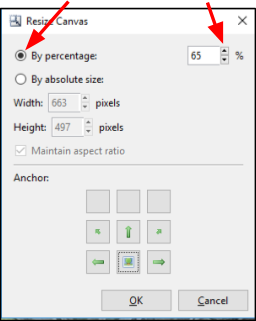 Resize Canvas
By percentage: 65 %
By absolute size:
Width: 663 pixels
Height: 497 pixels
Maintain aspect ratio
Anchor:
OK Cancel